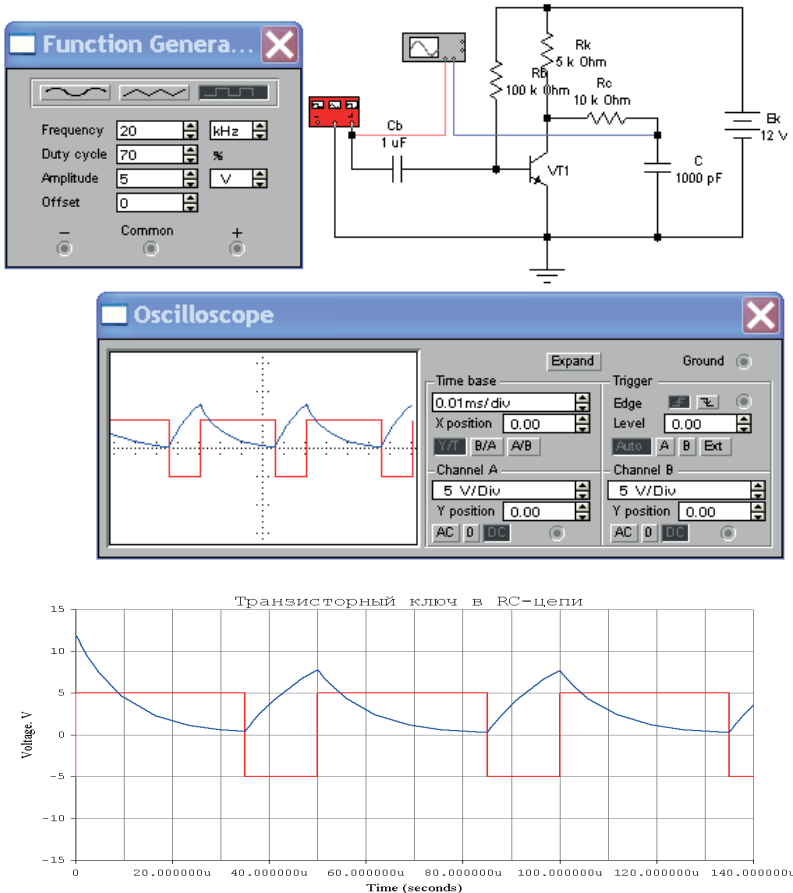 Function Genera...
Frequency 20 kHz
Duty cycle 70 %
Amplitude 5 V
Offset 0
− Common +
Rk
5 k Ohm
Rb
100 k Ohm
Rc
10 k Ohm
Cb
1 uF
VT1
C
1000 pF
Ek
12 V
Oscilloscope
Expand
Ground
Time base
0.01ms/div
X position 0.00
Y/T B/A A/B
Trigger
Edge
Level 0.00
Auto A B Ext
Channel A
5 V/Div
Y position 0.00
AC 0 DC
Channel B
5 V/Div
Y position 0.00
AC 0 DC
Транзисторный ключ в RC-цепи
Voltage. V
15
10
5
0
−5
−10
−15
0 20.000000u 40.000000u 60.000000u 80.000000u 100.000000u 120.000000u 140.000000u
Time (seconds)